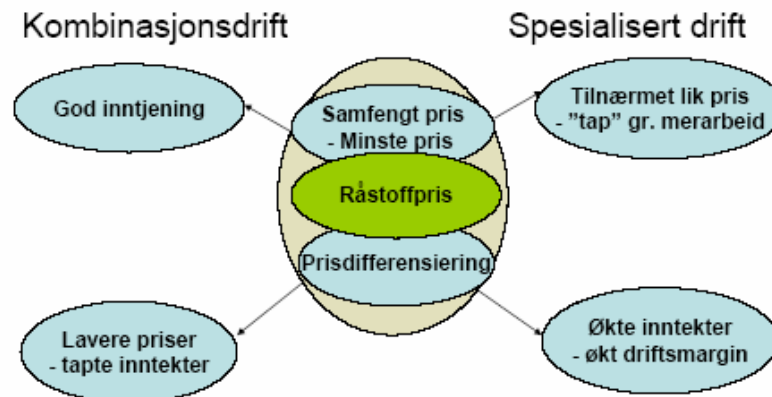 Kombinasjonsdrift
Spesialisert drift
God inntjening
Samfengt pris
- Minste pris
Tilnærmet lik pris
- "tap" gr. merarbeid
Råstoffpris
Prisdifferensiering
Lavere priser
- tapte inntekter
Økte inntekter
- økt driftsmargin